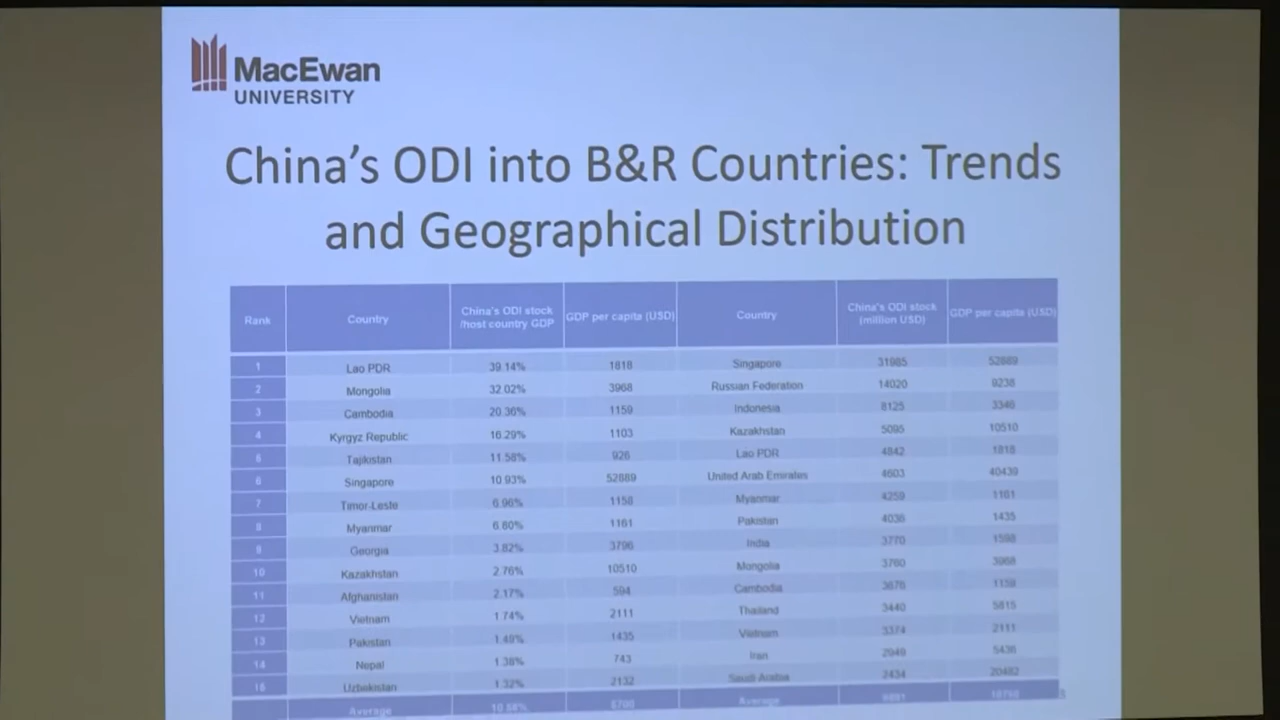 MacEwan
UNIVERSITY
China's ODI into B&R Countries: Trends
and Geographical Distribution
Rank Country China's ODI stock /host country GDP GDP per capita (USD) Country China's ODI stock (million USD) GDP per capita (USD)
1 Lao PDR 39.14% 1818 Singapore 31985 52889
2 Mongolia 32.02% 3968 Russian Federation 14020 9238
3 Cambodia 20.36% 1159 Indonesia 8125 3346
4 Kyrgyz Republic 16.29% 1103 Kazakhstan 5095 10510
5 Tajikistan 11.58% 926 Lao PDR 4842 1818
6 Singapore 10.93% 52889 United Arab Emirates 4603 40439
7 Timor-Leste 6.96% 1158 Myanmar 4259 1161
8 Myanmar 6.80% 1161 Pakistan 4036 1435
9 Georgia 3.82% 3796 India 3770 1598
10 Kazakhstan 2.76% 10510 Mongolia 3760 3968
11 Afghanistan 2.17% 594 Cambodia 3676 1159
12 Vietnam 1.74% 2111 Thailand 3440 5815
13 Pakistan 1.49% 1435 Vietnam 3374 2111
14 Nepal 1.38% 743 Iran 2949
15 Uzbekistan 1.32% 2132 Saudi Arabia 2434 20482
Average Average